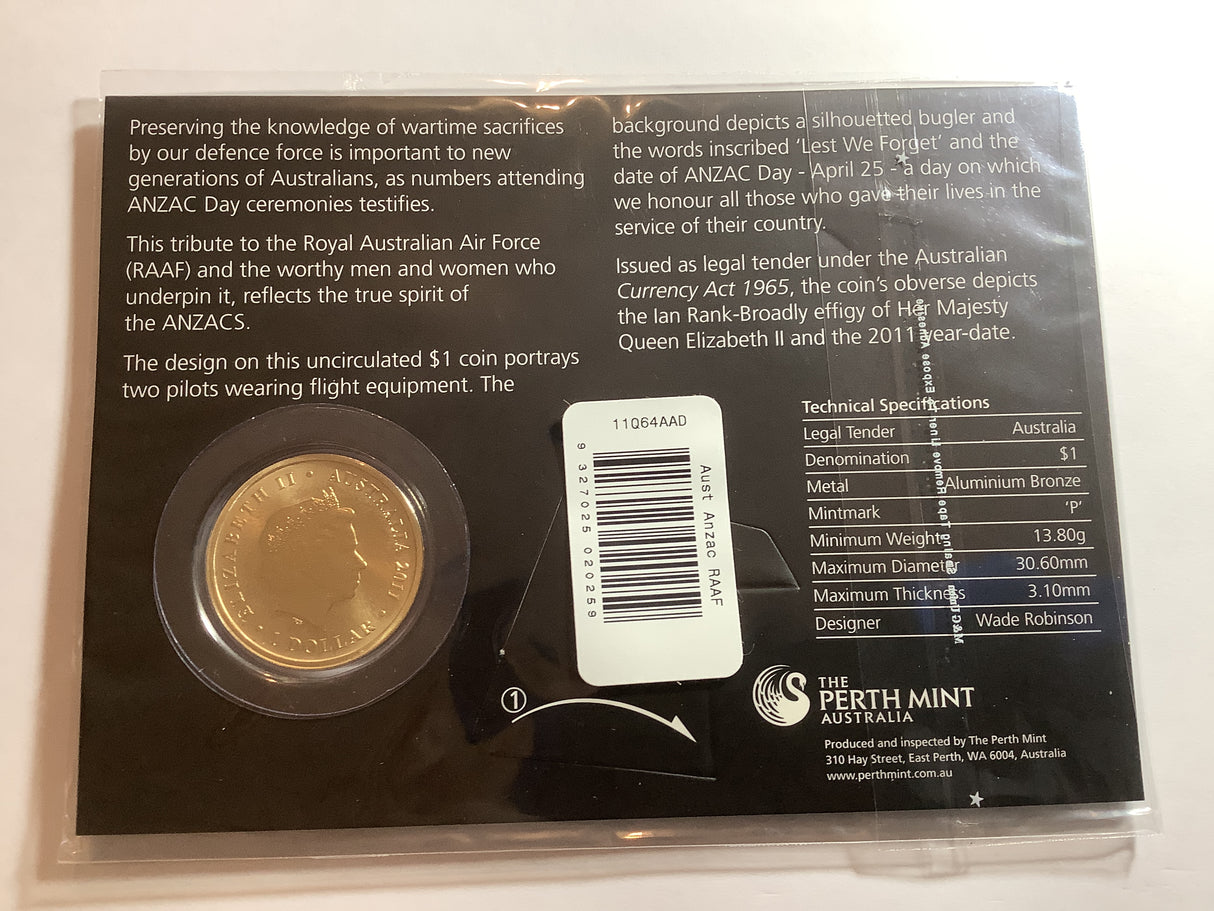 Preserving the knowledge of wartime sacrifices
by our defence force is important to new
generations of Australians, as numbers attending
ANZAC Day ceremonies testifies.
This tribute to the Royal Australian Air Force
(RAAF) and the worthy men and women who
underpin it, reflects the true spirit of
the ANZACS.
The design on this uncirculated $1 coin portrays
two pilots wearing flight equipment. The
background depicts a silhouetted bugler and
the words inscribed ‘Lest We Forget’ and the
date of ANZAC Day - April 25 - a day on which
we honour all those who gave their lives in the
service of their country.
Issued as legal tender under the Australian
Currency Act 1965, the coin's obverse depicts
the Ian Rank-Broadly effigy of Her Majesty
Queen Elizabeth II and the 2011 year-date.
ELIZABETH II • AUSTRALIA 2011
• 1 DOLLAR •
P
11Q64AAD
9 327025 020259
Aust Anzac RAAF
Technical Specifications
Legal Tender Australia
Denomination $1
Metal Aluminium Bronze
Mintmark ‘P’
Minimum Weight 13.80g
Maximum Diameter 30.60mm
Maximum Thickness 3.10mm
Designer Wade Robinson
1
THE
PERTH MINT
AUSTRALIA
Produced and inspected by The Perth Mint
310 Hay Street, East Perth, WA 6004, Australia
www.perthmint.com.au